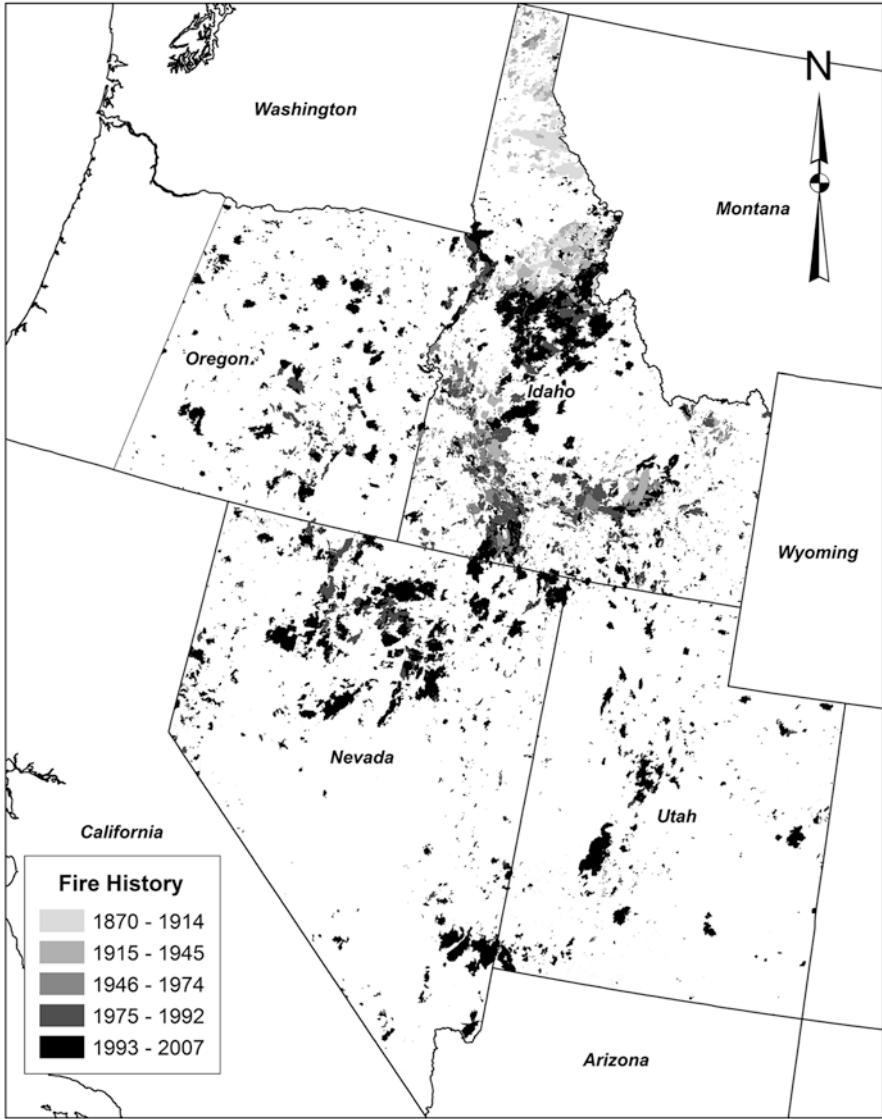 Washington
N
Montana
Oregon
Idaho
Wyoming
Nevada
Utah
California
Fire History
1870 - 1914
1915 - 1945
1946 - 1974
1975 - 1992
1993 - 2007
Arizona